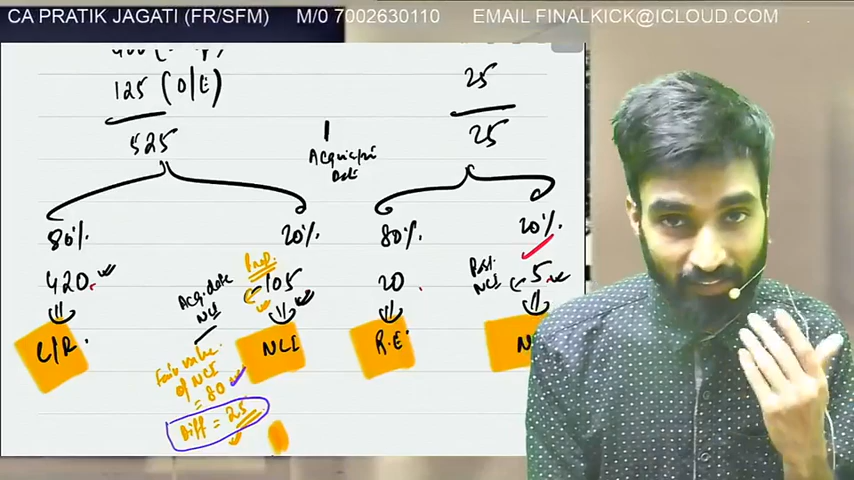 CA PRATIK JAGATI (FR/SFM) M/0 7002630110 EMAIL FINALKICK@ICLOUD.COM
125 (O/E)
525
25
25
Date
80% 20% 80% 20%
420 105 20 5
Prop.
Post. NCI
Acq. date
NCI
C/R. NCI R.E
Fair value
of NCI
= 80
Diff = 25